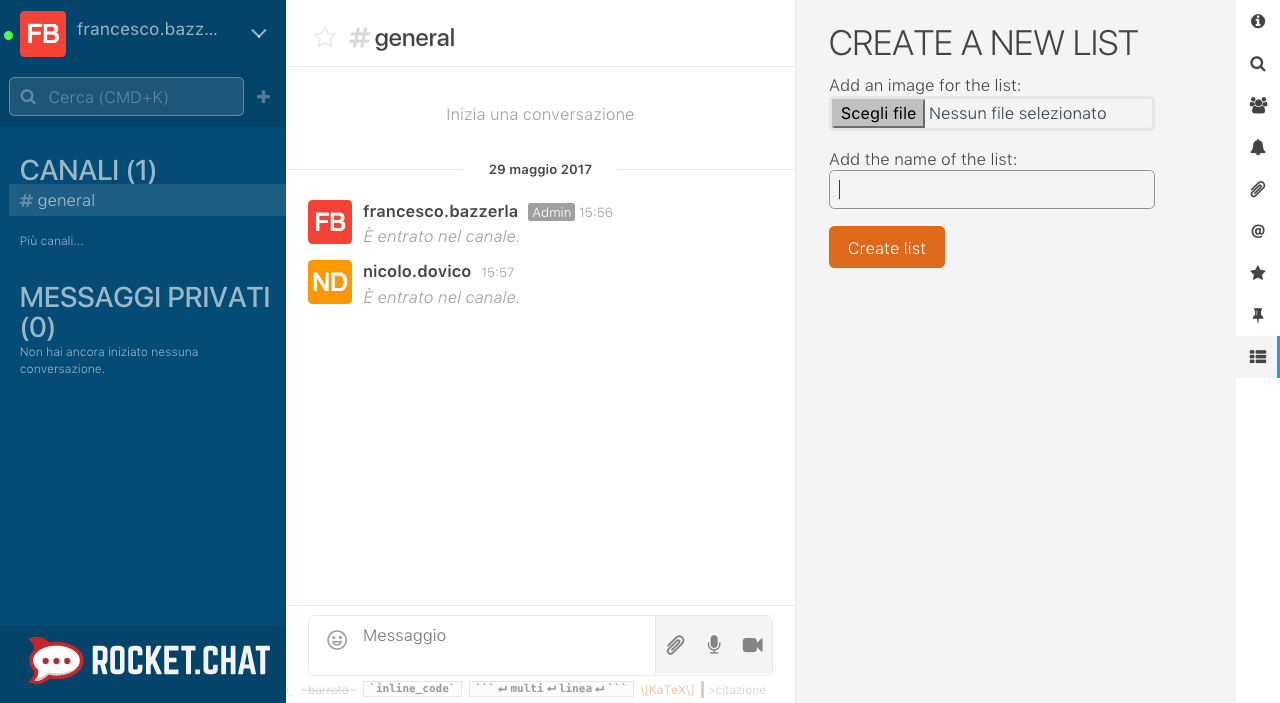 FB
francesco.bazz...
Cerca (CMD+K)
CANALI (1)
# general
Più canali...
MESSAGGI PRIVATI
(0)
Non hai ancora iniziato nessuna
conversazione.
ROCKET.CHAT
#general
Inizia una conversazione
29 maggio 2017
FB
francesco.bazzerla Admin 15:56
È entrato nel canale.
ND
nicolo.dovico 15:57
È entrato nel canale.
Messaggio
~barrato~ `inline_code` ```↵multi↵linea↵``` \[KaTeX\] >citazione
CREATE A NEW LIST
Add an image for the list:
Scegli file Nessun file selezionato
Add the name of the list:
Create list
@